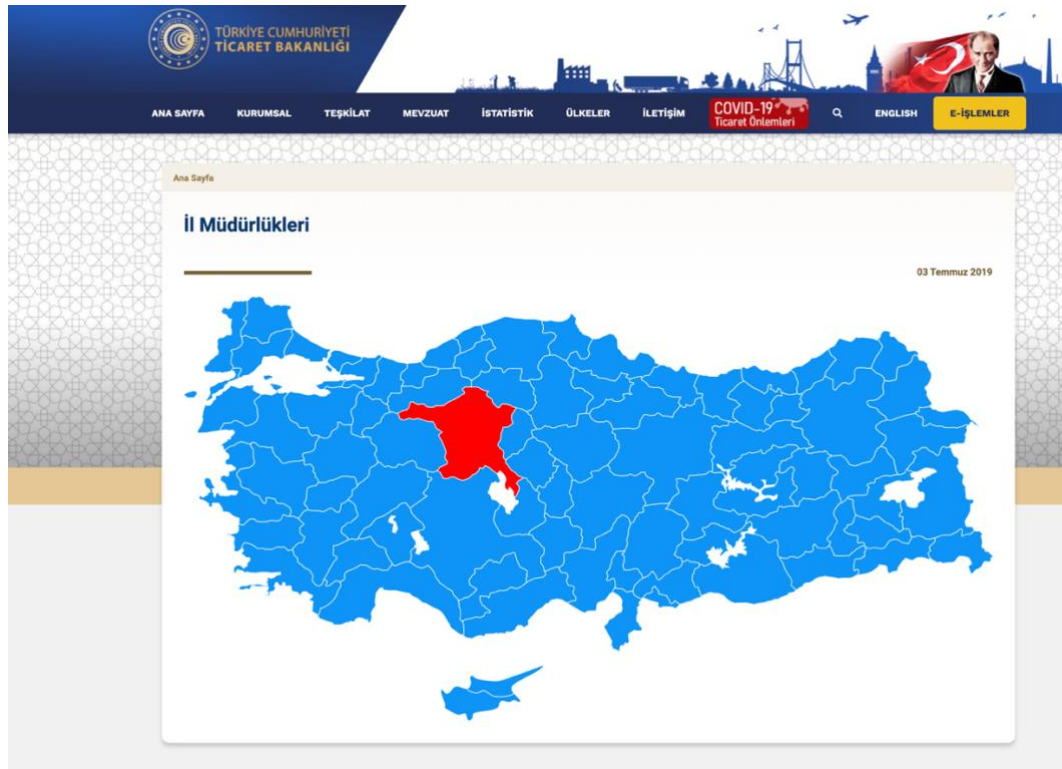 TÜRKİYE CUMHURİYETİ
TİCARET BAKANLIĞI
ANA SAYFA KURUMSAL TEŞKİLAT MEVZUAT İSTATİSTİK ÜLKELER İLETİŞİM COVID-19 Ticaret Önlemleri ENGLISH E-İŞLEMLER
Ana Sayfa
İl Müdürlükleri
03 Temmuz 2019